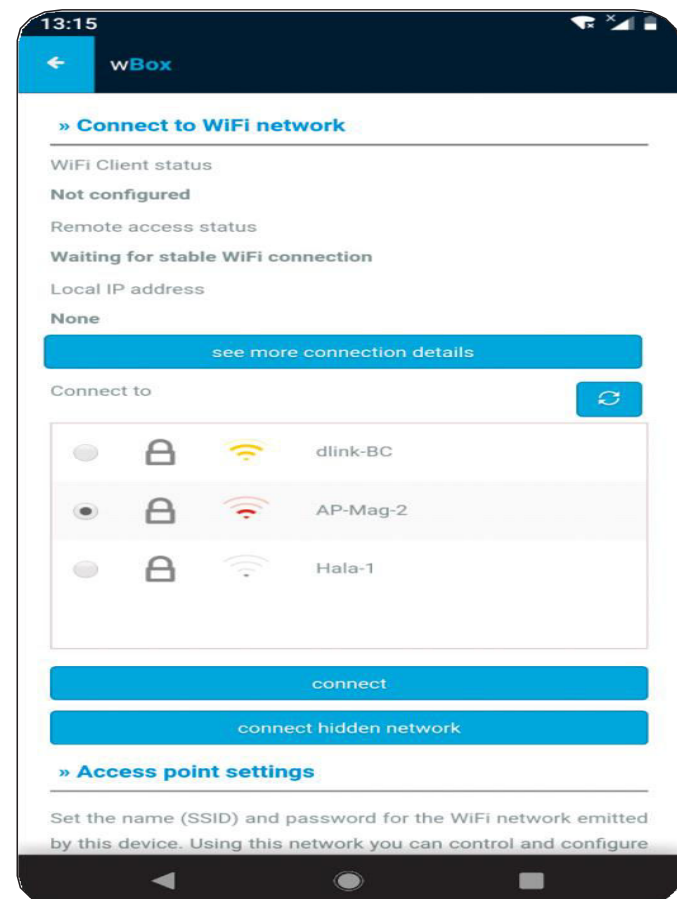 13:15
wBox
» Connect to WiFi network
WiFi Client status
Not configured
Remote access status
Waiting for stable WiFi connection
Local IP address
None
see more connection details
Connect to
dlink-BC
AP-Mag-2
Hala-1
connect
connect hidden network
» Access point settings
Set the name (SSID) and password for the WiFi network emitted
by this device. Using this network you can control and configure